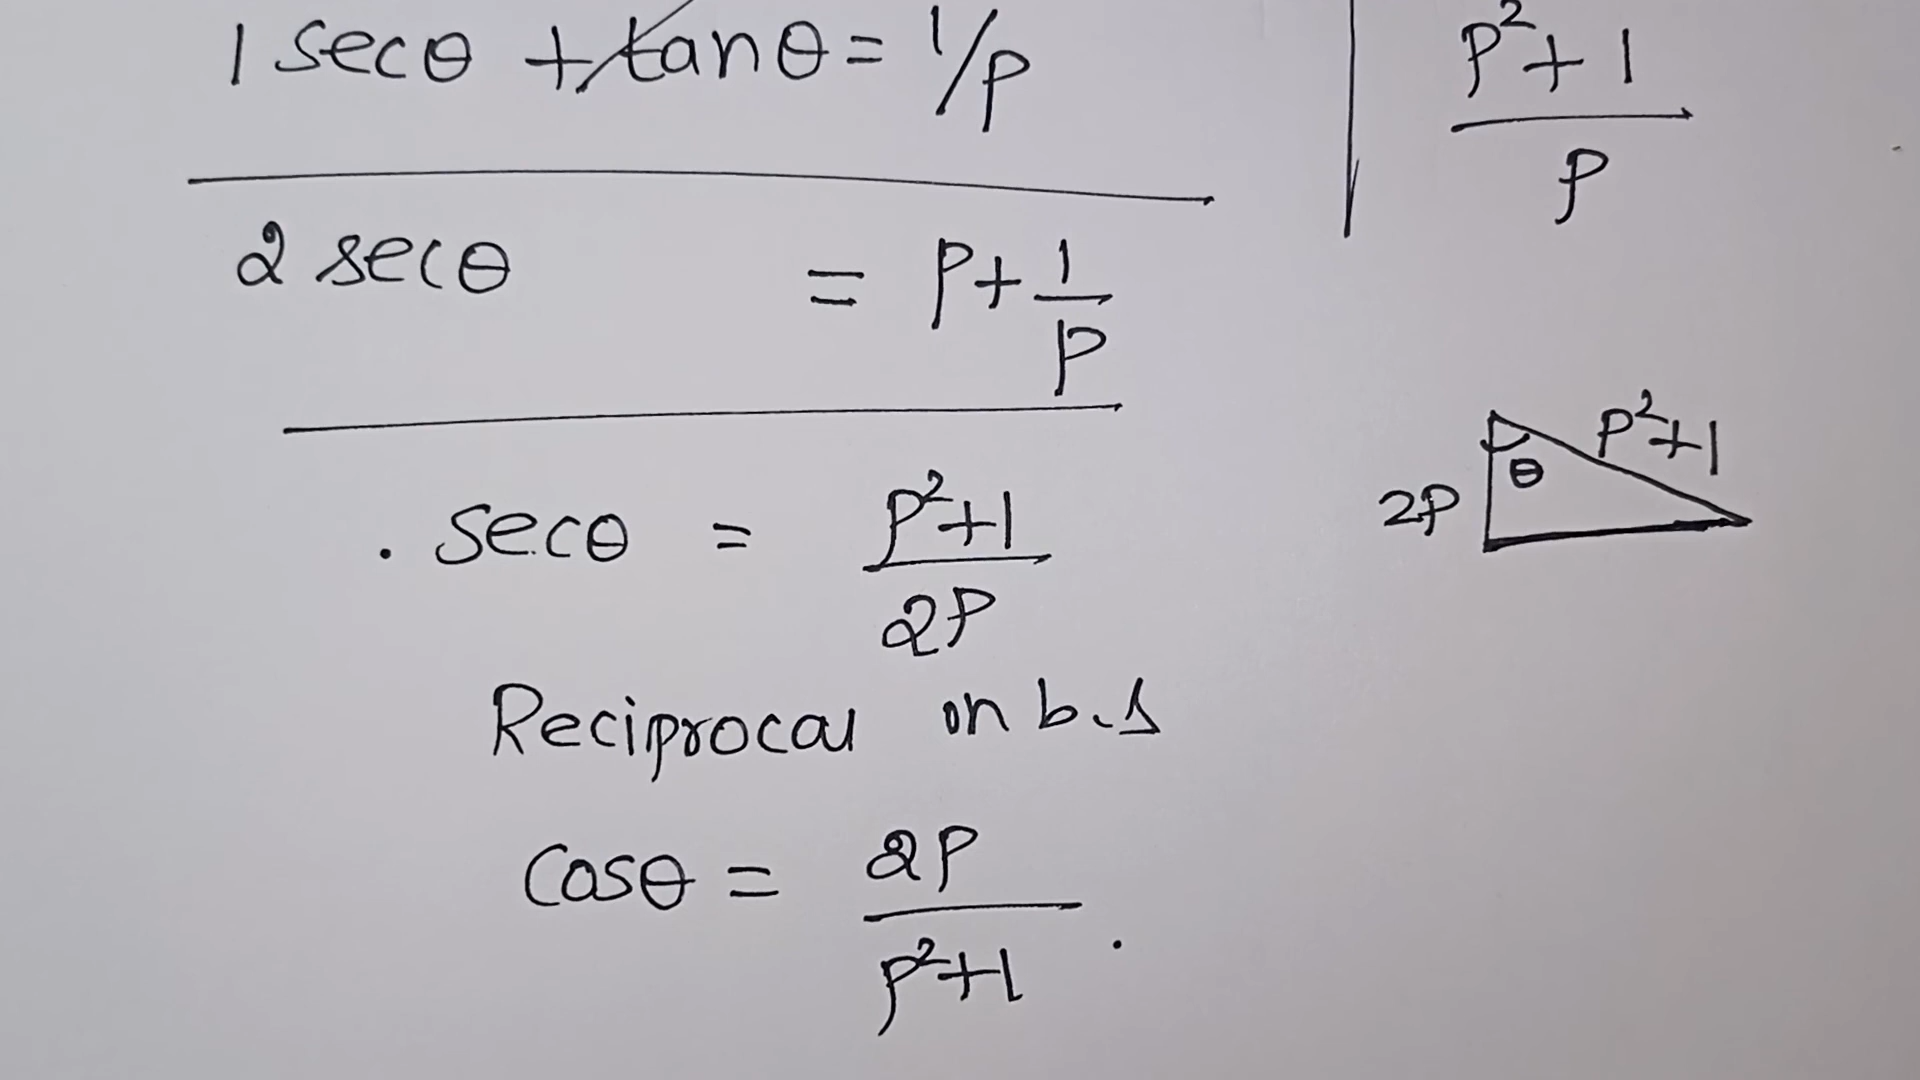 1 secθ + tanθ = 1/p
2 secθ = p + 1/p
. secθ = p²+1 / 2p
Reciprocal on b.s
Cosθ = 2p / p²+1 .
p²+1 / p
p²+1
θ
2p